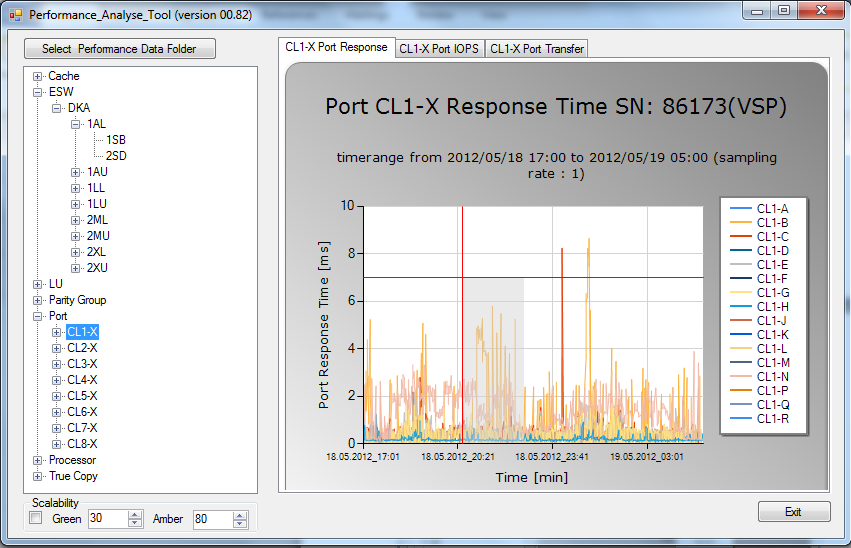 Performance_Analyse_Tool (version 00.82)
Select Performance Data Folder
Cache
ESW
DKA
1AL
1SB
2SD
1AU
1LL
1LU
2ML
2MU
2XL
2XU
LU
Parity Group
Port
CL1-X
CL2-X
CL3-X
CL4-X
CL5-X
CL6-X
CL7-X
CL8-X
Processor
True Copy
Scalability
Green 30 Amber 80
CL1-X Port Response CL1-X Port IOPS CL1-X Port Transfer
Port CL1-X Response Time SN: 86173(VSP)
timerange from 2012/05/18 17:00 to 2012/05/19 05:00 (sampling
rate : 1)
Port Response Time [ms]
10
8
6
4
2
0
18.05.2012_17:01 18.05.2012_20:21 18.05.2012_23:41 19.05.2012_03:01
Time [min]
CL1-A
CL1-B
CL1-C
CL1-D
CL1-E
CL1-F
CL1-G
CL1-H
CL1-J
CL1-K
CL1-L
CL1-M
CL1-N
CL1-P
CL1-Q
CL1-R
Exit